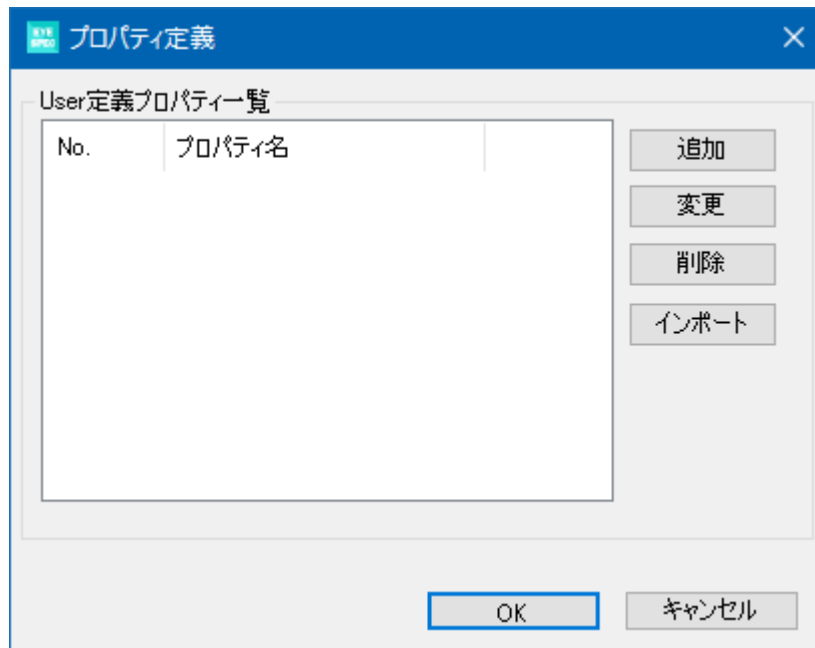 EYE
SPEC
プロパティ定義
User定義プロパティ一覧
No. プロパティ名
追加
変更
削除
インポート
OK キャンセル